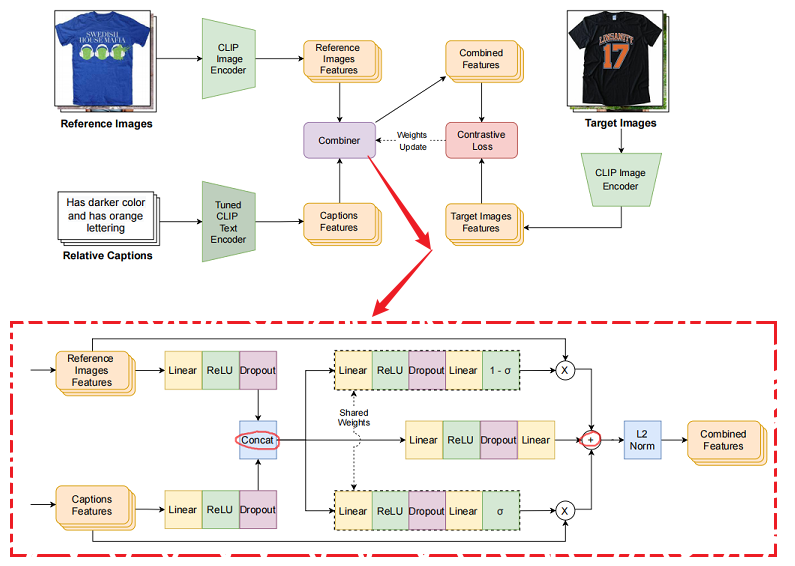 SWEDISH
HOUSE MAFIA
CLIP
Image
Encoder
Reference
Images
Features
Combined
Features
LINSANITY
17
Reference Images
Combiner
Weights
Update
Contrastive
Loss
Target Images
CLIP Image
Encoder
Has darker color
and has orange
lettering
Tuned
CLIP
Text
Encoder
Captions
Features
Target Images
Features
Relative Captions
Reference
Images
Features
Linear ReLU Dropout
Linear ReLU Dropout Linear 1 - σ
X
Shared
Weights
Concat
Linear ReLU Dropout Linear
+
L2
Norm
Combined
Features
Captions
Features
Linear ReLU Dropout
Linear ReLU Dropout Linear σ
X